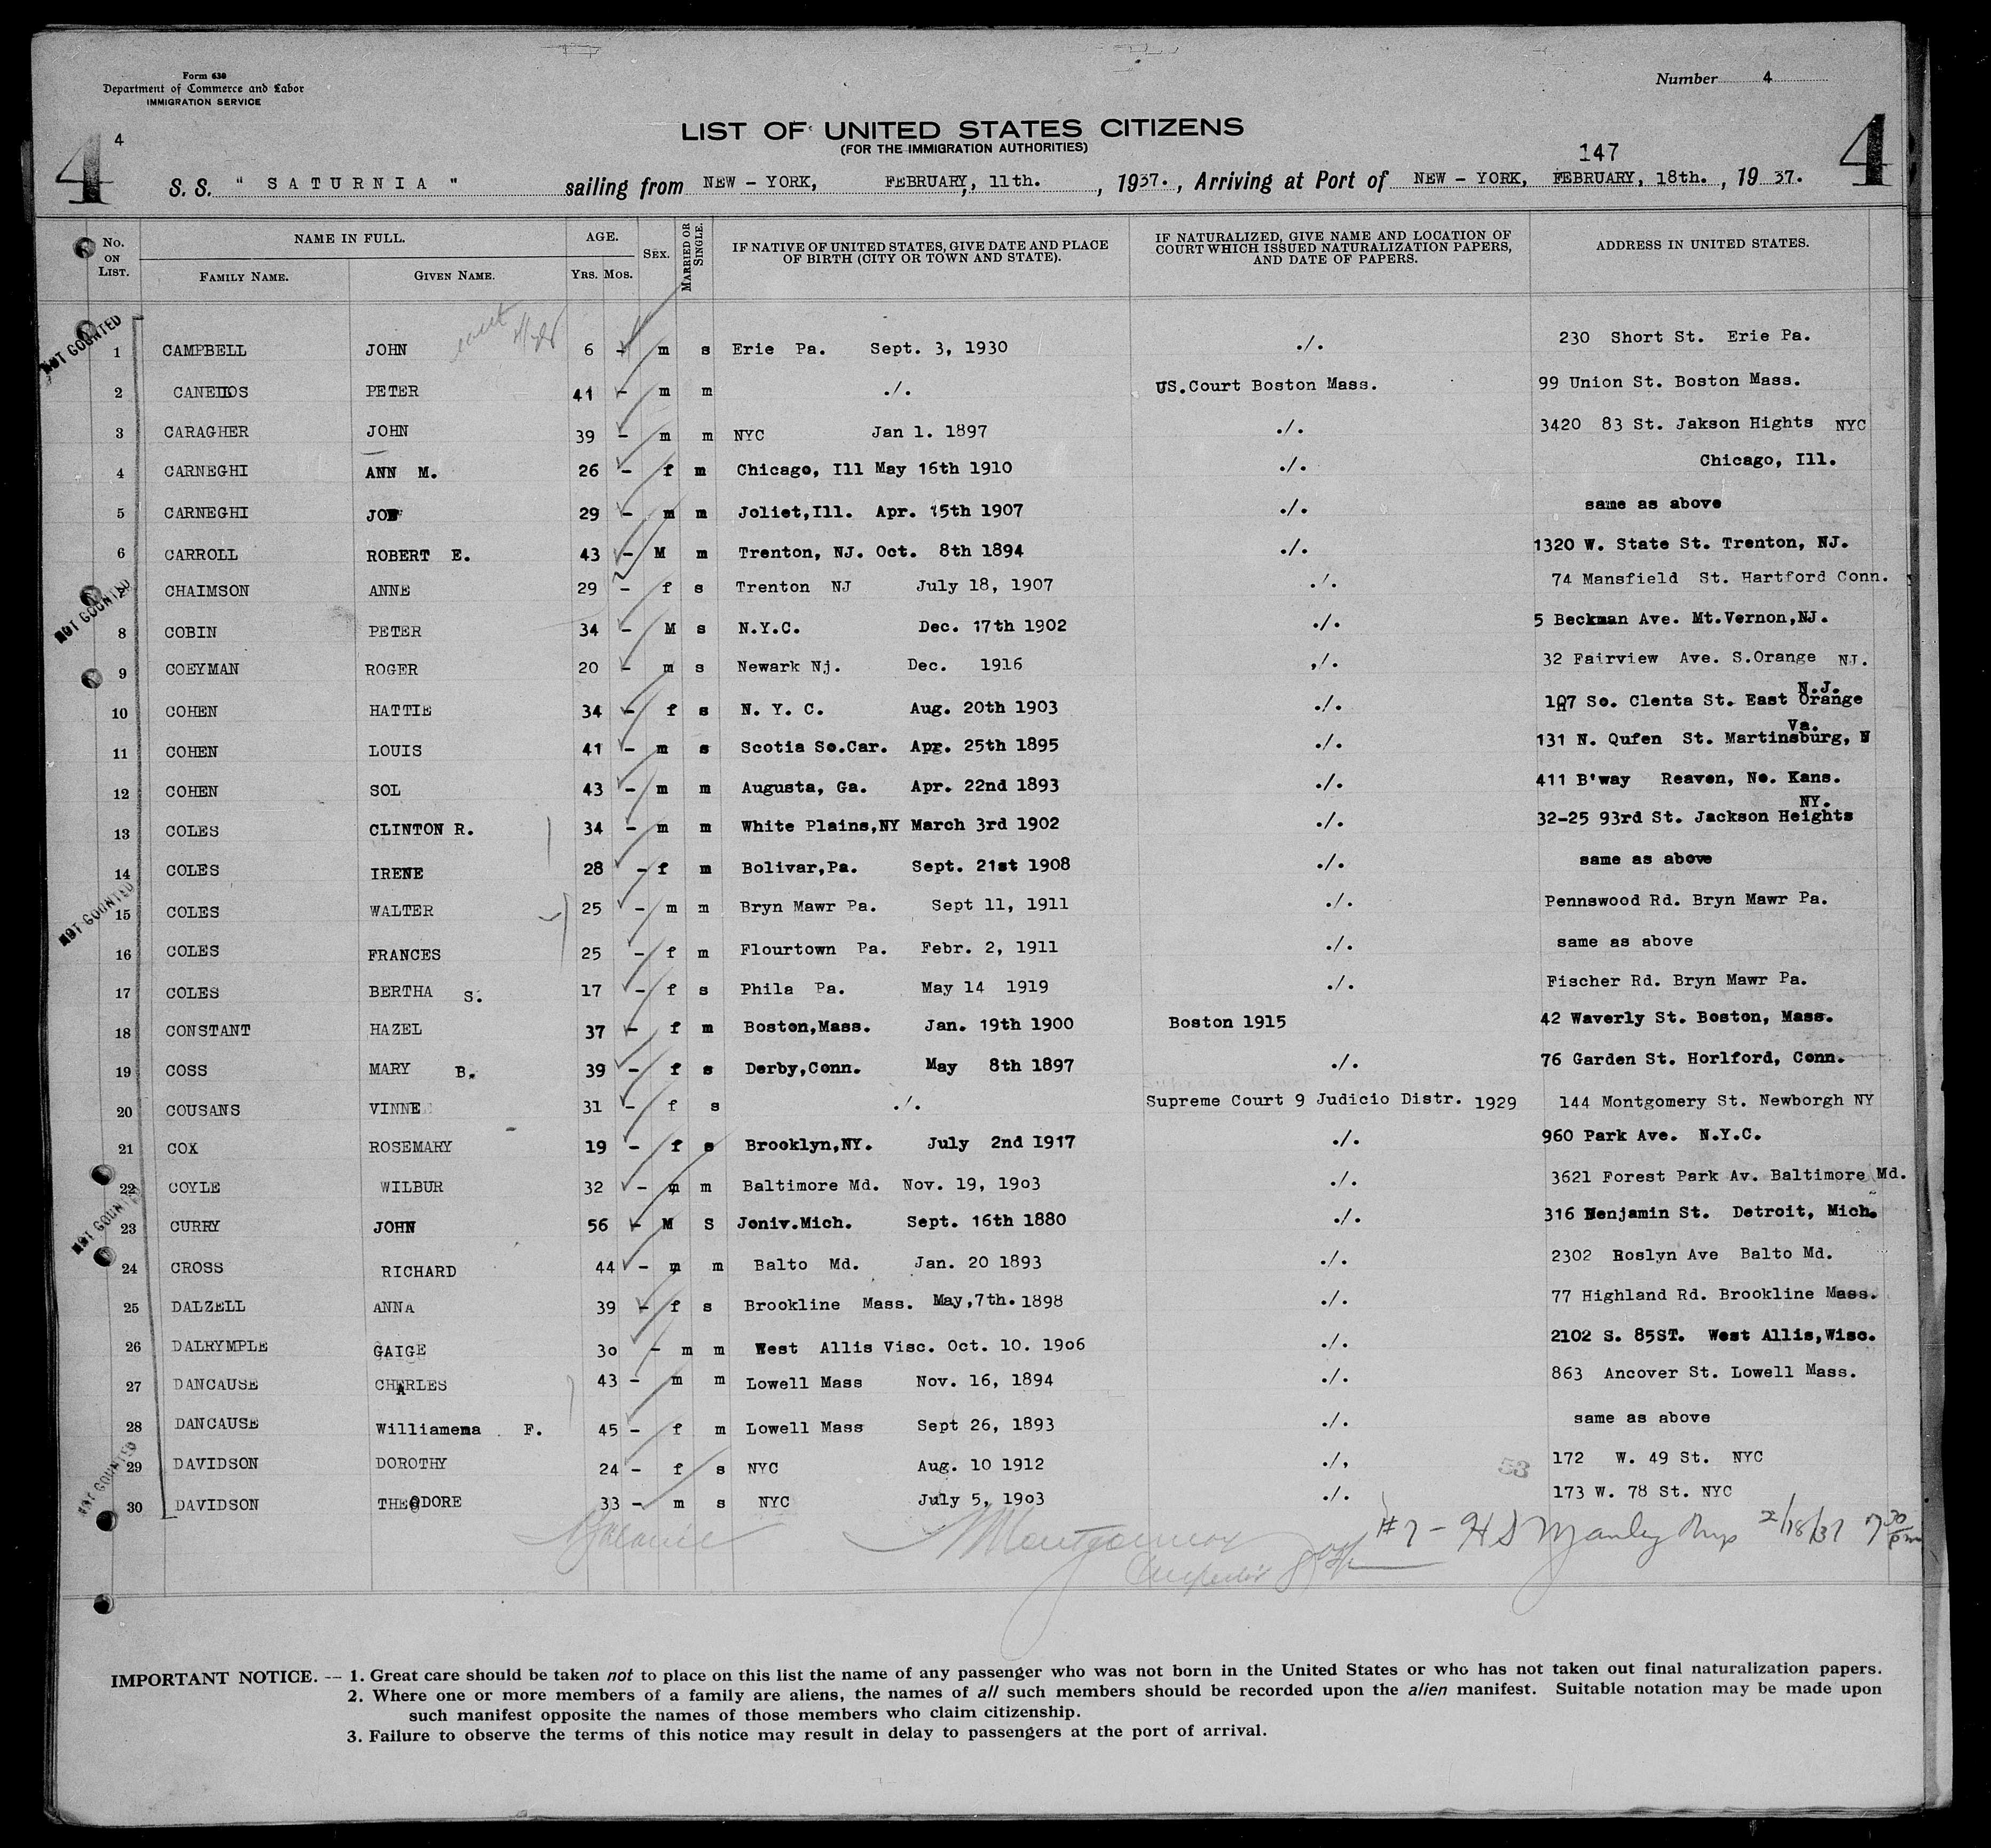 Form 630
Department of Commerce and Labor
IMMIGRATION SERVICE
Number 4
4
4
4
LIST OF UNITED STATES CITIZENS
(FOR THE IMMIGRATION AUTHORITIES)
147
S. S. " SATURNIA " sailing from NEW - YORK, FEBRUARY, 11th. , 1937. , Arriving at Port of NEW - YORK, FEBRUARY, 18th. , 19 37.
No. ON LIST. NAME IN FULL. FAMILY NAME. GIVEN NAME. AGE. YRS. MOS. SEX. MARRIED OR SINGLE. IF NATIVE OF UNITED STATES, GIVE DATE AND PLACE OF BIRTH (CITY OR TOWN AND STATE). IF NATURALIZED, GIVE NAME AND LOCATION OF COURT WHICH ISSUED NATURALIZATION PAPERS, AND DATE OF PAPERS. ADDRESS IN UNITED STATES.
NOT COUNTED
1 CAMPBELL JOHN 6 - m s Erie Pa. Sept. 3, 1930 ./. 230 Short St. Erie Pa.
2 PETER 41 - m m ./. US.Court Boston Mass. 99 Union St. Boston Mass.
3 CARAGHER JOHN 39 - m m NYC Jan 1. 1897 ./. 3420 83 St. Jakson Hights NYC
4 CARNEGHI ANN M. 26 - f m Chicago, Ill May 16th 1910 ./. Chicago, Ill.
5 CARNEGHI 29 - m m Joliet,Ill. Apr. 15th 1907 ./. same as above
6 CARROLL ROBERT E. 43 - M m Trenton, NJ. Oct. 8th 1894 ./. 1320 W. State St. Trenton, NJ.
NOT COUNTED
CHAIMSON ANNE 29 - f s Trenton NJ July 18, 1907 ./. 74 Mansfield St. Hartford Conn.
8 COBIN PETER 34 - M s N.Y.C. Dec. 17th 1902 ./. 5 Beckman Ave. Mt.Vernon,NJ.
9 COEYMAN ROGER 20 - m s Newark Nj. Dec. 1916 ,/. 32 Fairview Ave. S.Orange NJ.
10 COHEN HATTIE 34 - f s N. Y. C. Aug. 20th 1903 ./. 107 So. Clenta St. East Orange N.J.
11 COHEN LOUIS 41 - m s Scotia So.Car. Apr. 25th 1895 ./. 131 N. Qufen St. Martinsburg, Va.
12 COHEN SOL 43 - m m Augusta, Ga. Apr. 22nd 1893 ./. 411 B'way Reaven, No. Kans.
13 COLES CLINTON R. 34 - m m White Plains,NY March 3rd 1902 ./. 32-25 93rd St. Jackson Heights NY.
14 COLES IRENE 28 - f m Bolivar,Pa. Sept. 21st 1908 ./. same as above
NOT COUNTED
15 COLES WALTER 25 - m m Bryn Mawr Pa. Sept 11, 1911 ./. Pennswood Rd. Bryn Mawr Pa.
16 COLES FRANCES 25 - f m Flourtown Pa. Febr. 2, 1911 ./. same as above
17 COLES BERTHA S. 17 - f s Phila Pa. May 14 1919 ./. Fischer Rd. Bryn Mawr Pa.
18 CONSTANT HAZEL 37 - f m Boston,Mass. Jan. 19th 1900 Boston 1915 42 Waverly St. Boston, Mass.
19 COSS MARY B. 39 - f s Derby,Conn. May 8th 1897 ./. 76 Garden St. Horlford, Conn.
20 COUSANS VINNE 31 - f s ./. Supreme Court 9 Judicio Distr. 1929 144 Montgomery St. Newborgh NY
21 COX ROSEMARY 19 - f s Brooklyn,NY. July 2nd 1917 ./. 960 Park Ave. N.Y.C.
22 COYLE WILBUR 32 - m m Baltimore Md. Nov. 19, 19o3 ./. 3621 Forest Park Av. Baltimore Md.
NOT COUNTED
23 CURRY JOHN 56 - M S Joniv.Mich. Sept. 16th 1880 ./. 316 Menjamin St. Detroit, Mich.
24 CROSS RICHARD 44 - m m Balto Md. Jan. 20 1893 ./. 2302 Roslyn Ave Balto Md.
25 DALZELL ANNA 39 - f s Brookline Mass. May,7th. 1898 ./. 77 Highland Rd. Brookline Mass.
26 DALRYMPLE GAIGE 3o - m m West Allis Visc. Oct. 10. 19o6 ./. 2102 S. 85ST. West Allis,Wisc.
27 DANCAUSE CHARLES 43 - m m Lowell Mass Nov. 16, 1894 ./. 863 Ancover St. Lowell Mass.
28 DANCAUSE Williamena F. 45 - f m Lowell Mass Sept 26, 1893 ./. same as above
NOT COUNTED
29 DAVIDSON DOROTHY 24 - f s NYC Aug. 10 1912 ./, 53 172 W. 49 St. NYC
30 DAVIDSON THEODORE 33 - m s NYC July 5, 19o3 ./. 173 W. 78 St. NYC
Montgomery
#7 - H S Manley 2/18/37 7 30 pm
IMPORTANT NOTICE. — 1. Great care should be taken not to place on this list the name of any passenger who was not born in the United States or who has not taken out final naturalization papers.
2. Where one or more members of a family are aliens, the names of all such members should be recorded upon the alien manifest. Suitable notation may be made upon
such manifest opposite the names of those members who claim citizenship.
3. Failure to observe the terms of this notice may result in delay to passengers at the port of arrival.